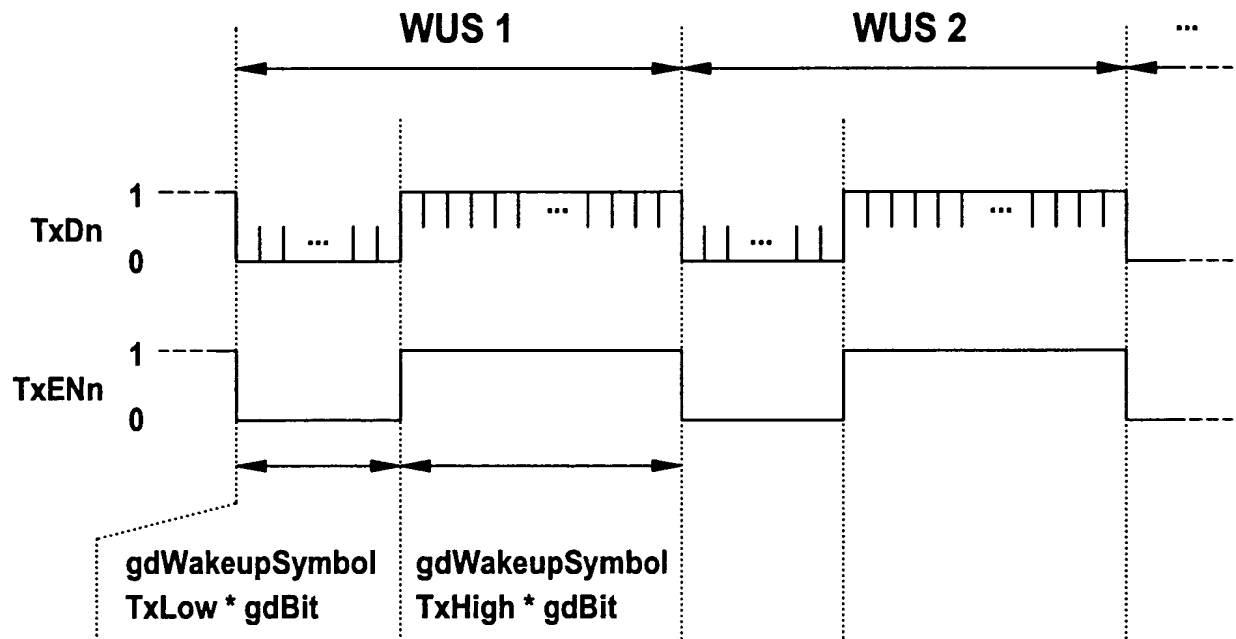 WUS 1
WUS 2
...
1
...
...
...
...
TxDn
0
1
TxENn
0
gdWakeupSymbol
TxLow * gdBit
gdWakeupSymbol
TxHigh * gdBit